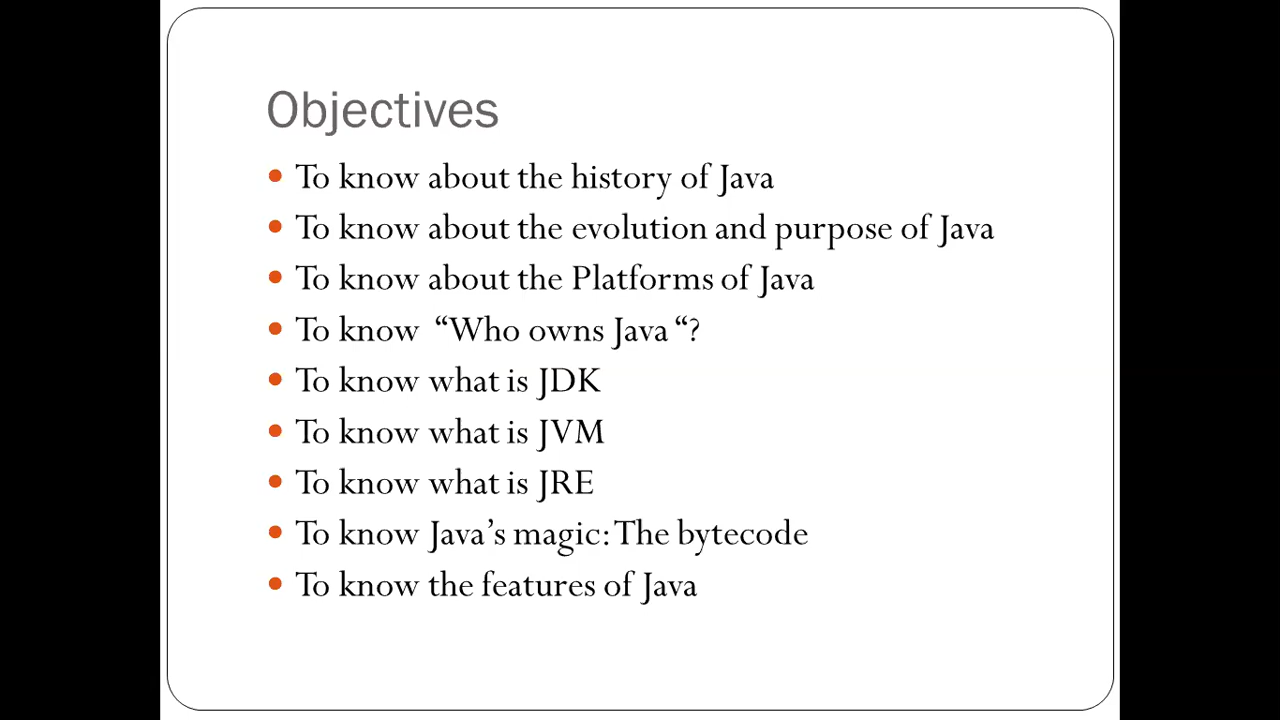 Objectives
• To know about the history of Java
• To know about the evolution and purpose of Java
• To know about the Platforms of Java
• To know “Who owns Java “?
• To know what is JDK
• To know what is JVM
• To know what is JRE
• To know Java’s magic: The bytecode
• To know the features of Java